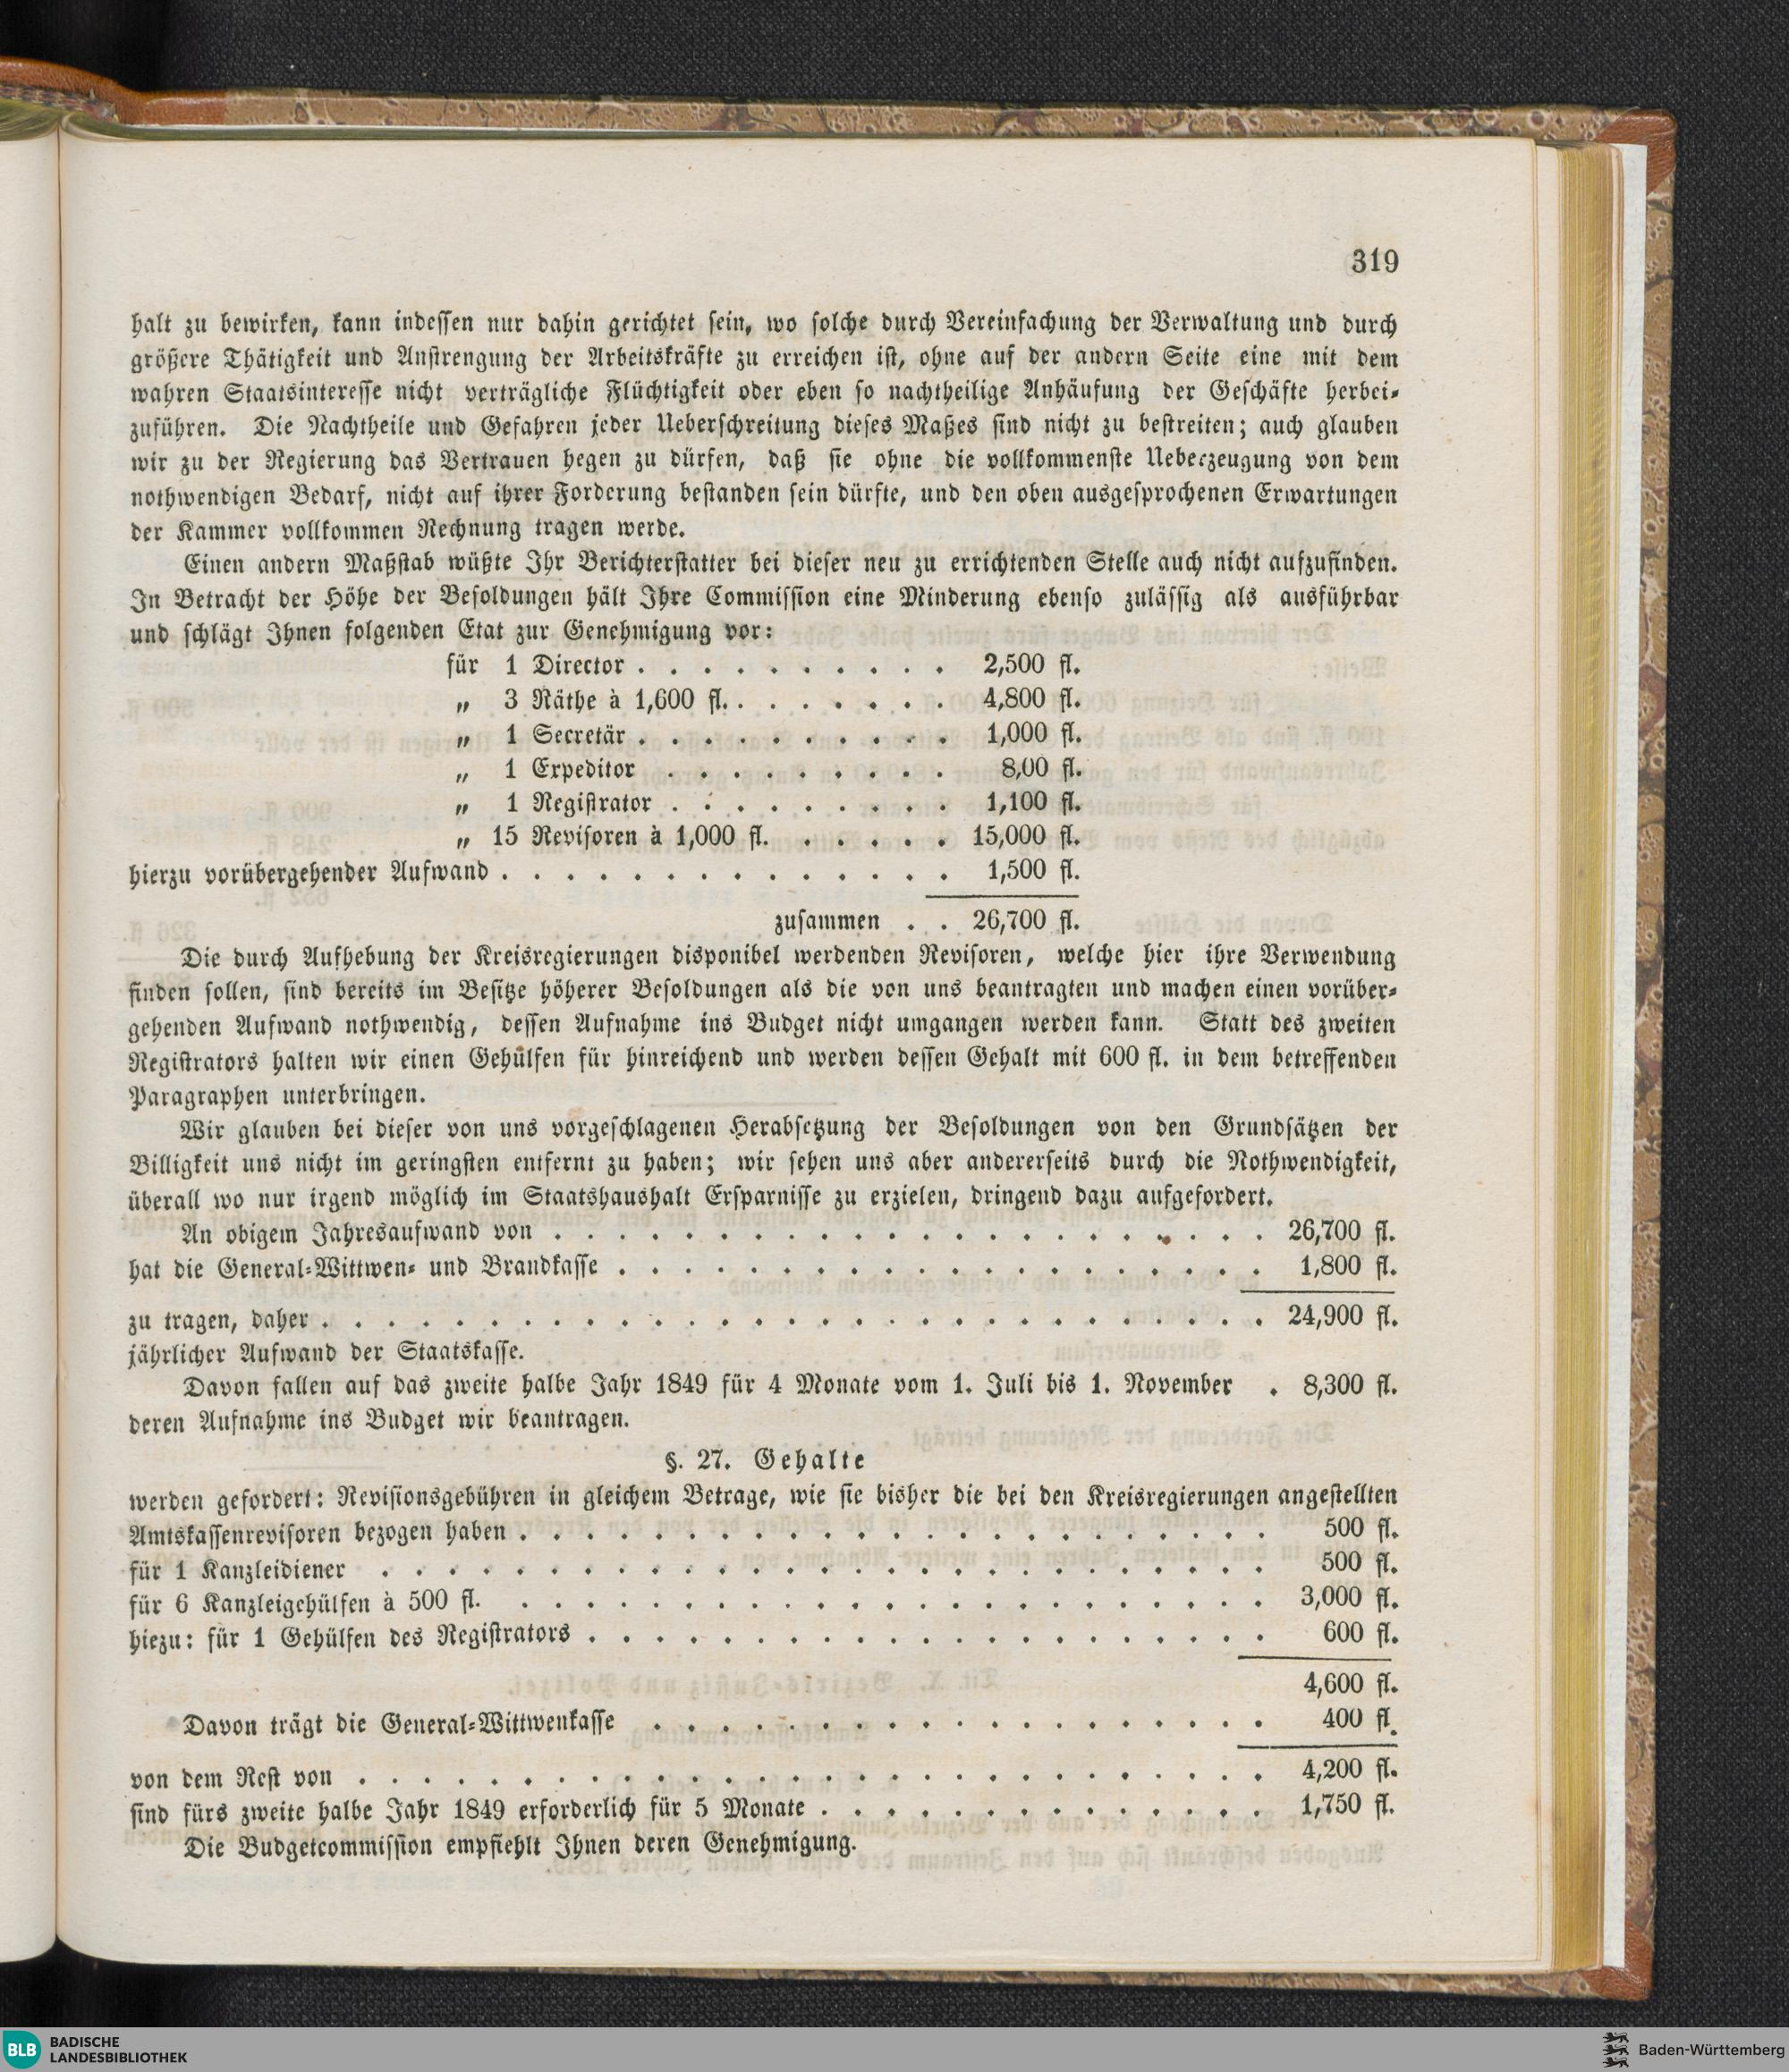 319
halt zu bewirken, kann indessen nur dahin gerichtet sein, wo solche durch Vereinfachung der Verwaltung und durch
größere Thätigkeit und Anstrengung der Arbeitskräfte zu erreichen ist, ohne auf der andern Seite eine mit dem
wahren Staatsinteresse nicht verträgliche Flüchtigkeit oder eben so nachtheilige Anhäufung der Geschäfte herbei-
zuführen. Die Nachtheile und Gefahren jeder Ueberschreitung dieses Maßes sind nicht zu bestreiten; auch glauben
wir zu der Regierung das Vertrauen hegen zu dürfen, daß sie ohne die vollkommenste Ueberzeugung von dem
nothwendigen Bedarf, nicht auf ihrer Forderung bestanden sein dürfte, und den oben ausgesprochenen Erwartungen
der Kammer vollkommen Rechnung tragen werde.
Einen andern Maßstab wüßte Ihr Berichterstatter bei dieser neu zu errichtenden Stelle auch nicht aufzufinden.
In Betracht der Höhe der Besoldungen hält Ihre Commission eine Minderung ebenso zulässig als ausführbar
und schlägt Ihnen folgenden Etat zur Genehmigung vor:
für 1 Director . . . . . . . . . . 2,500 fl.
„ 3 Räthe à 1,600 fl. . . . . . . . 4,800 fl.
„ 1 Secretär . . . . . . . . . . 1,000 fl.
„ 1 Expeditor . . . . . . . . . 8,00 fl.
„ 1 Registrator . . . . . . . . . 1,100 fl.
„ 15 Revisoren à 1,000 fl. . . . . . 15,000 fl.
hierzu vorübergehender Aufwand . . . . . . . . . . . . . . 1,500 fl.
zusammen . . 26,700 fl.
Die durch Aufhebung der Kreisregierungen disponibel werdenden Revisoren, welche hier ihre Verwendung
finden sollen, sind bereits im Besitze höherer Besoldungen als die von uns beantragten und machen einen vorüber-
gehenden Aufwand nothwendig, dessen Aufnahme ins Budget nicht umgangen werden kann. Statt des zweiten
Registrators halten wir einen Gehülfen für hinreichend und werden dessen Gehalt mit 600 fl. in dem betreffenden
Paragraphen unterbringen.
Wir glauben bei dieser von uns vorgeschlagenen Herabsetzung der Besoldungen von den Grundsätzen der
Billigkeit uns nicht im geringsten entfernt zu haben; wir sehen uns aber andererseits durch die Nothwendigkeit,
überall wo nur irgend möglich im Staatshaushalt Ersparnisse zu erzielen, dringend dazu aufgefordert.
An obigem Jahresaufwand von . . . . . . . . . . . . . . . . . . . . . . 26,700 fl.
hat die General-Wittwen- und Brandkasse . . . . . . . . . . . . . . . . . . . . 1,800 fl.
zu tragen, daher . . . . . . . . . . . . . . . . . . . . . . . . . . . . . 24,900 fl.
jährlicher Aufwand der Staatskasse.
Davon fallen auf das zweite halbe Jahr 1849 für 4 Monate vom 1. Juli bis 1. November . 8,300 fl.
deren Aufnahme ins Budget wir beantragen.
§. 27. Gehalte
werden gefordert: Revisionsgebühren in gleichem Betrage, wie sie bisher die bei den Kreisregierungen angestellten
Amtskassenrevisoren bezogen haben . . . . . . . . . . . . . . . . . . . . . . . 500 fl.
für 1 Kanzleidiener . . . . . . . . . . . . . . . . . . . . . . . . . . . 500 fl.
für 6 Kanzleigehülfen à 500 fl. . . . . . . . . . . . . . . . . . . . . . . . 3,000 fl.
hiezu: für 1 Gehülfen des Registrators . . . . . . . . . . . . . . . . . . . . . 600 fl.
4,600 fl.
Davon trägt die General-Wittwenkasse . . . . . . . . . . . . . . . . . . . 400 fl.
von dem Rest von . . . . . . . . . . . . . . . . . . . . . . . . . . . . 4,200 fl.
sind fürs zweite halbe Jahr 1849 erforderlich für 5 Monate . . . . . . . . . . . . . . 1,750 fl.
Die Budgetcommission empfiehlt Ihnen deren Genehmigung.
BLB BADISCHE
LANDESBIBLIOTHEK
Baden-Württemberg